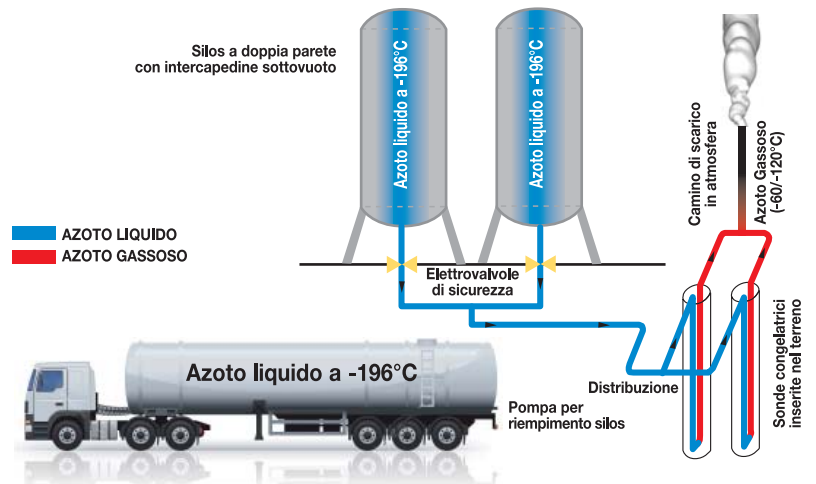 Silos a doppia parete
con intercapedine sottovuoto
Azoto liquido a -196°C
Azoto liquido a -196°C
Camino di scarico
in atmosfera
Azoto Gassoso
(-60/-120°C)
AZOTO LIQUIDO
AZOTO GASSOSO
Elettrovalvole
di sicurezza
Azoto liquido a -196°C
Pompa per
riempimento silos
Distribuzione
Sonde congelatrici
inserite nel terreno